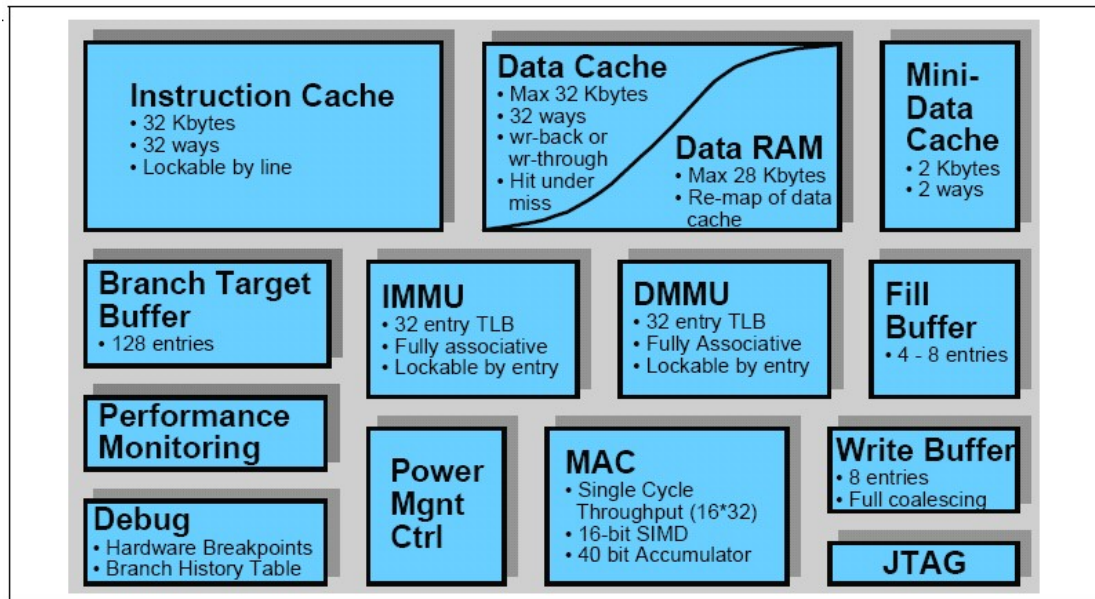 Instruction Cache
• 32 Kbytes
• 32 ways
• Lockable by line
Data Cache
• Max 32 Kbytes
• 32 ways
• wr-back or
wr-through
• Hit under
miss
Data RAM
• Max 28 Kbytes
• Re-map of data
cache
Mini-
Data
Cache
• 2 Kbytes
• 2 ways
Branch Target
Buffer
• 128 entries
IMMU
• 32 entry TLB
• Fully associative
• Lockable by entry
DMMU
• 32 entry TLB
• Fully Associative
• Lockable by entry
Fill
Buffer
• 4 - 8 entries
Performance
Monitoring
Power
Mgnt
Ctrl
MAC
• Single Cycle
Throughput (16*32)
• 16-bit SIMD
• 40 bit Accumulator
Write Buffer
• 8 entries
• Full coalescing
Debug
• Hardware Breakpoints
• Branch History Table
JTAG